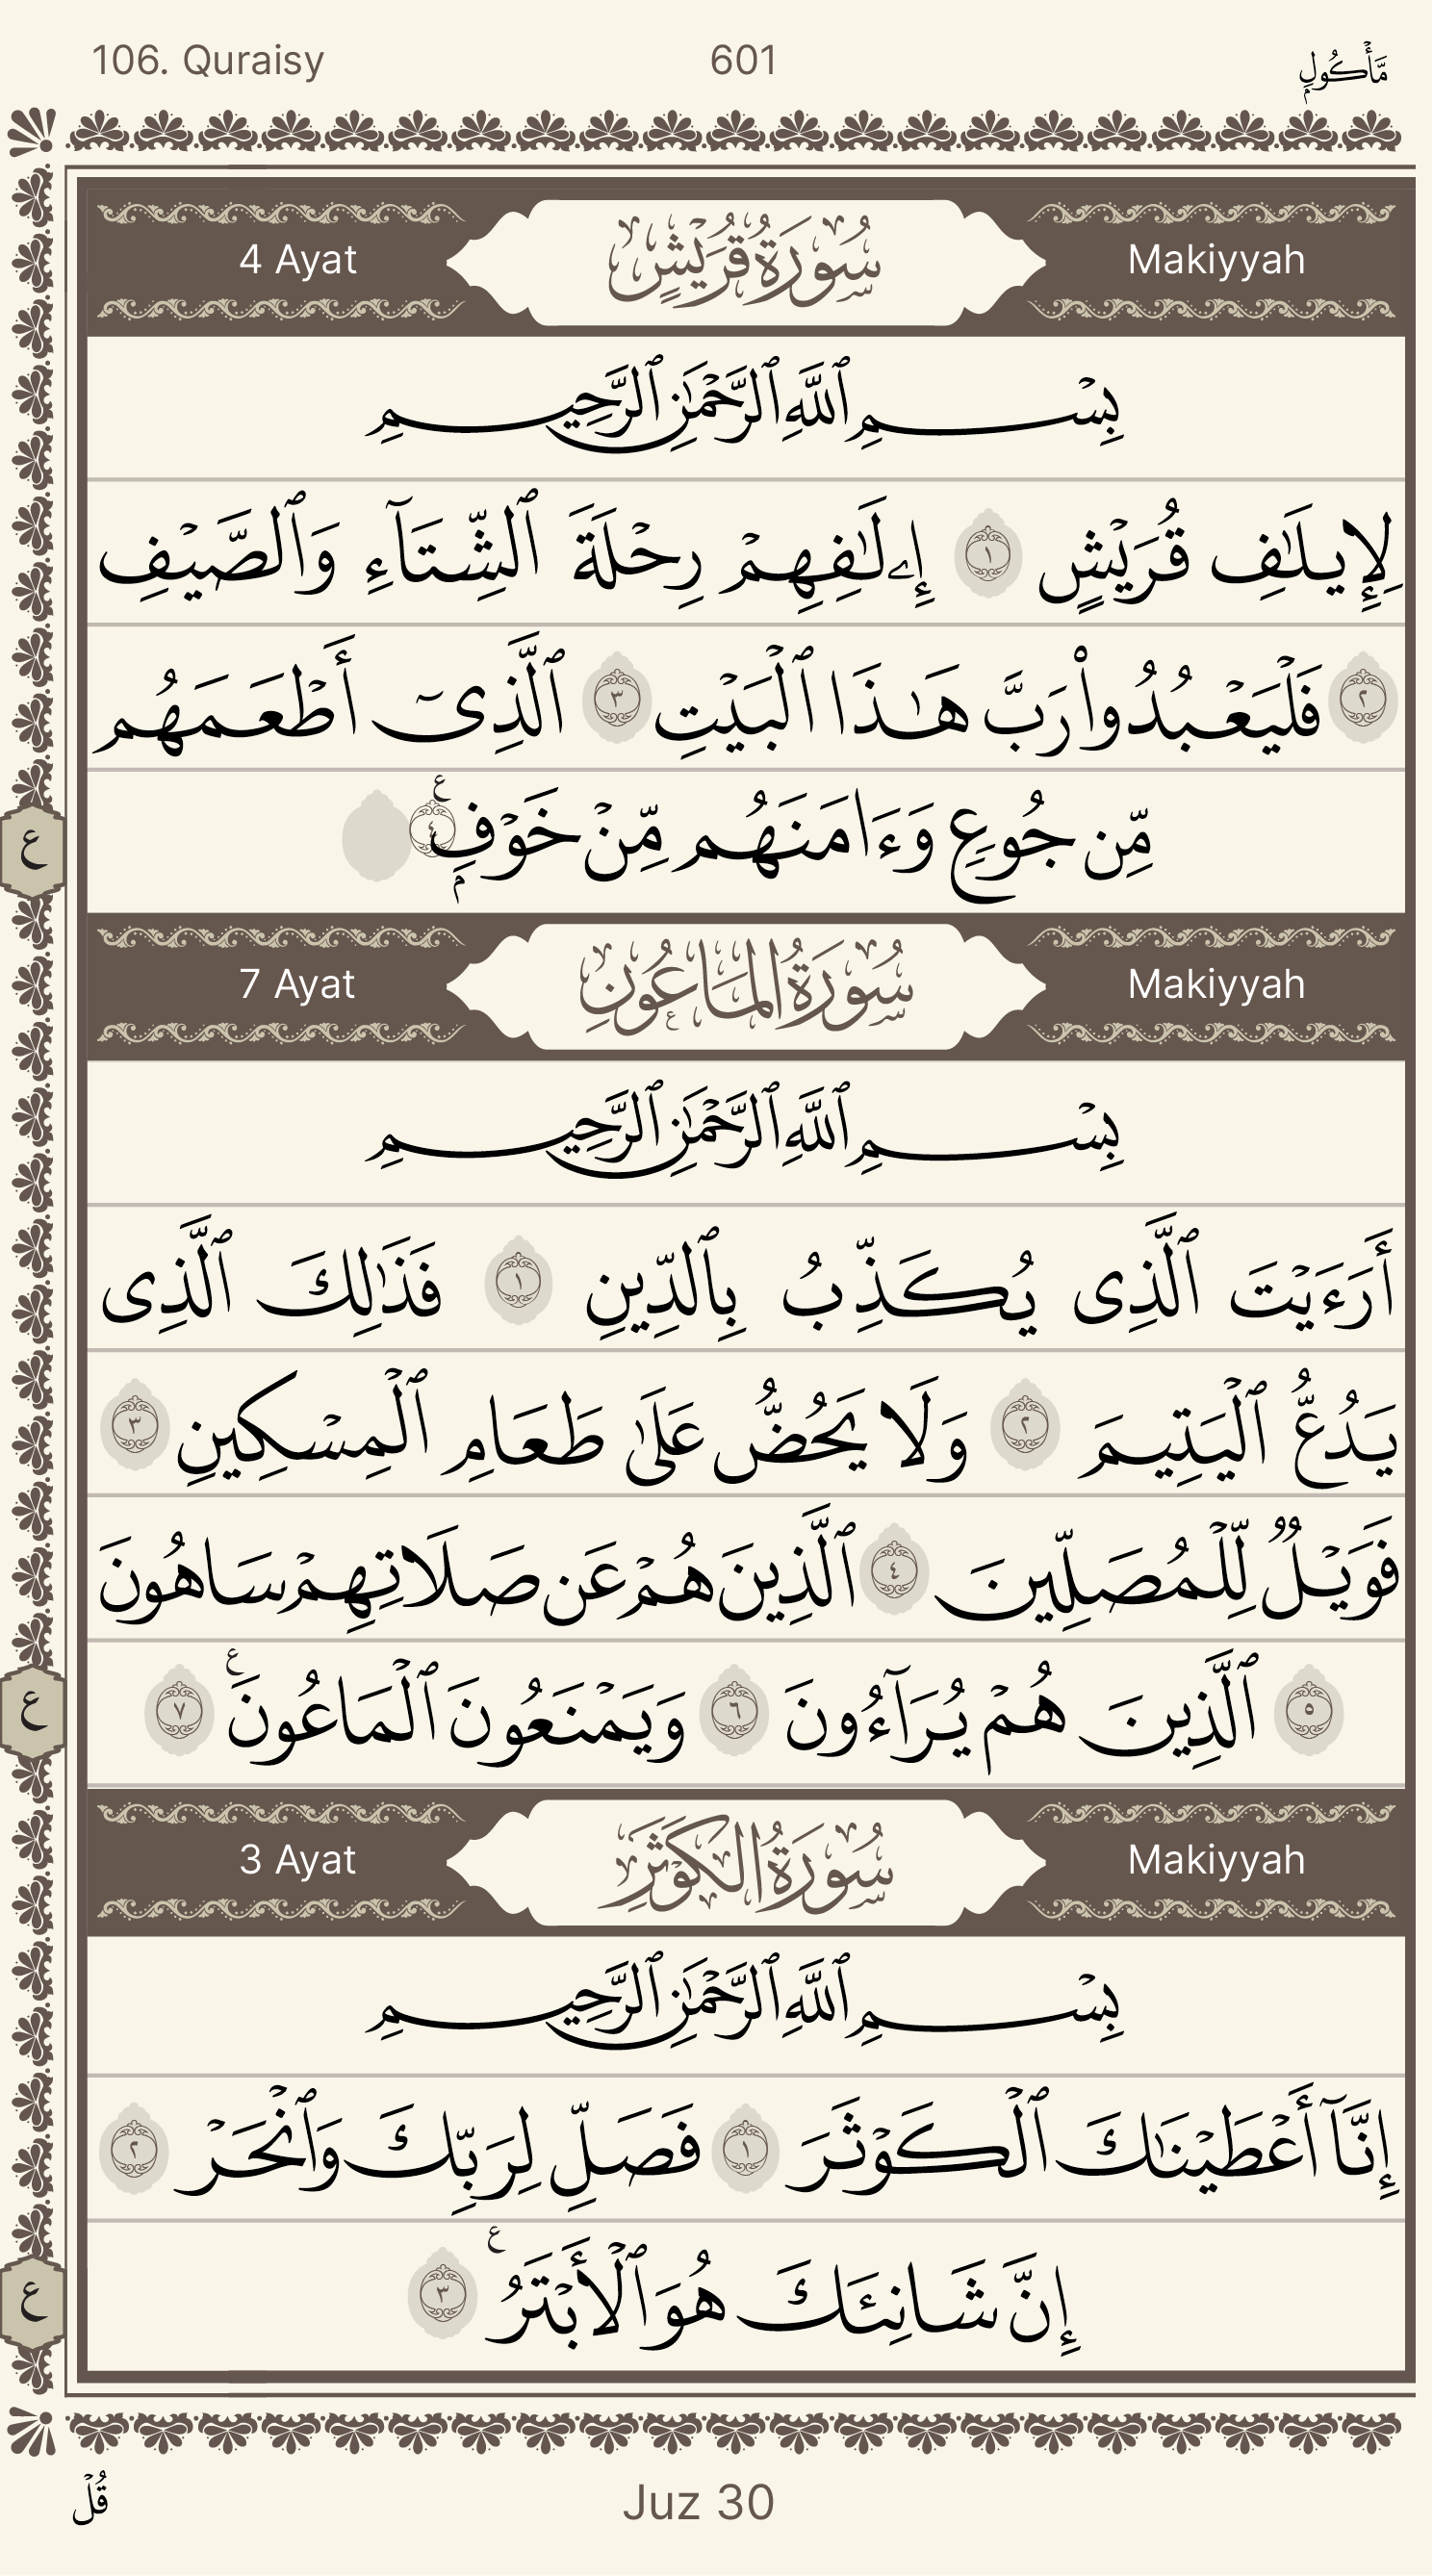 106. Quraisy 601 مَّأْكُولٍۭ
4 Ayat سُورَةُ قُرَيْشٍ Makiyyah
بِسْمِ ٱللَّهِ ٱلرَّحْمَٰنِ ٱلرَّحِيمِ
لِإِيلَٰفِ قُرَيْشٍ ١ إِۦلَٰفِهِمْ رِحْلَةَ ٱلشِّتَآءِ وَٱلصَّيْفِ
٢ فَلْيَعْبُدُوا۟ رَبَّ هَٰذَا ٱلْبَيْتِ ٣ ٱلَّذِىٓ أَطْعَمَهُم
مِّن جُوعٍ وَءَامَنَهُم مِّنْ خَوْفٍۭ ٤ ع
ع
7 Ayat سُورَةُ المَاعُونِ Makiyyah
بِسْمِ ٱللَّهِ ٱلرَّحْمَٰنِ ٱلرَّحِيمِ
أَرَءَيْتَ ٱلَّذِى يُكَذِّبُ بِٱلدِّينِ ١ فَذَٰلِكَ ٱلَّذِى
يَدُعُّ ٱلْيَتِيمَ ٢ وَلَا يَحُضُّ عَلَىٰ طَعَامِ ٱلْمِسْكِينِ ٣
فَوَيْلٌ لِّلْمُصَلِّينَ ٤ ٱلَّذِينَ هُمْ عَن صَلَاتِهِمْ سَاهُونَ
٥ ٱلَّذِينَ هُمْ يُرَآءُونَ ٦ وَيَمْنَعُونَ ٱلْمَاعُونَ ع ٧
ع
3 Ayat سُورَةُ الكَوْثَرِ Makiyyah
بِسْمِ ٱللَّهِ ٱلرَّحْمَٰنِ ٱلرَّحِيمِ
إِنَّآ أَعْطَيْنَٰكَ ٱلْكَوْثَرَ ١ فَصَلِّ لِرَبِّكَ وَٱنْحَرْ ٢
إِنَّ شَانِئَكَ هُوَ ٱلْأَبْتَرُ ع ٣
ع
قُلْ Juz 30